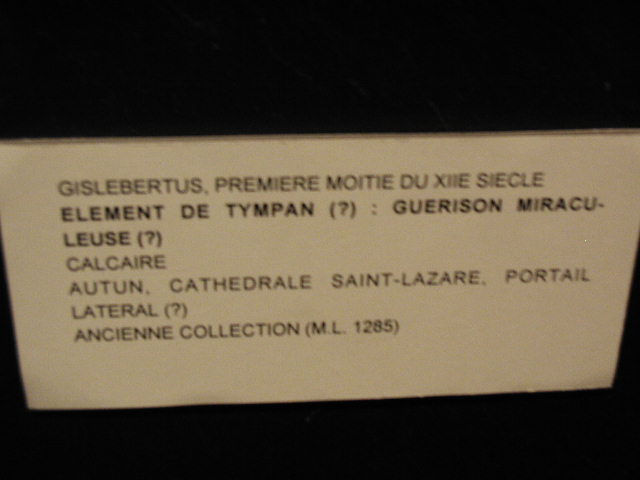 GISLEBERTUS, PREMIERE MOITIE DU XIIE SIECLE
ELEMENT DE TYMPAN (?) : GUERISON MIRACU-
LEUSE (?)
CALCAIRE
AUTUN, CATHEDRALE SAINT-LAZARE, PORTAIL
LATERAL (?)
ANCIENNE COLLECTION (M.L. 1285)